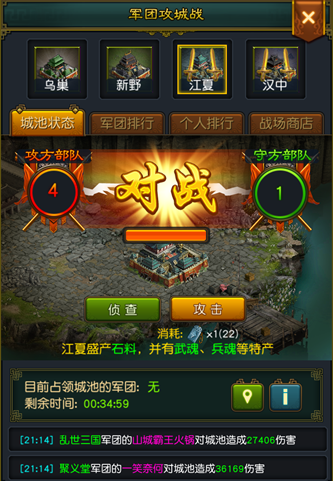 军团攻城战
乌巢 新野 江夏 汉中
城池状态 军团排行 个人排行 战场商店
攻方部队 守方部队
4 对战 1
侦查 攻击
消耗: x1(22)
江夏盛产石料，并有武魂、兵魂等特产
目前占领城池的军团: 无
剩余时间: 00:34:59
[21:14] 乱世三国军团的山城霸王火锅对城池造成27406伤害
[21:14] 聚义堂军团的一笑奈何对城池造成36169伤害